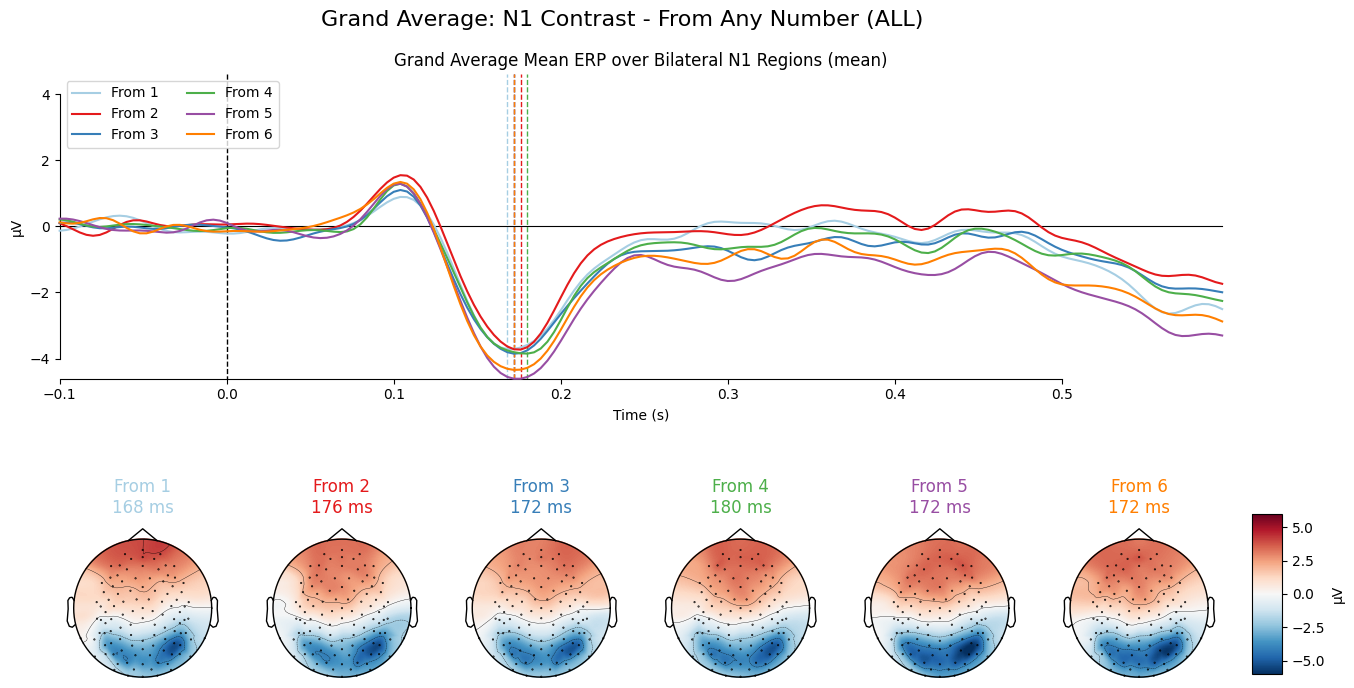 Grand Average: N1 Contrast - From Any Number (ALL)
Grand Average Mean ERP over Bilateral N1 Regions (mean)
From 1
From 2
From 3
From 4
From 5
From 6
µV
4
2
0
−2
−4
−0.1
0.0
0.1
0.2
0.3
0.4
0.5
Time (s)
From 1
168 ms
From 2
176 ms
From 3
172 ms
From 4
180 ms
From 5
172 ms
From 6
172 ms
5.0
2.5
0.0
−2.5
−5.0
µV